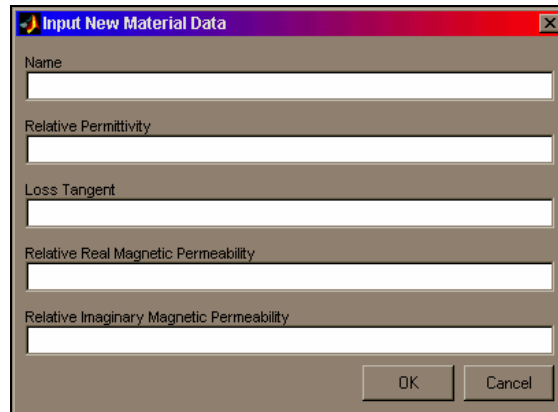 Input New Material Data
Name
Relative Permittivity
Loss Tangent
Relative Real Magnetic Permeability
Relative Imaginary Magnetic Permeability
OK Cancel